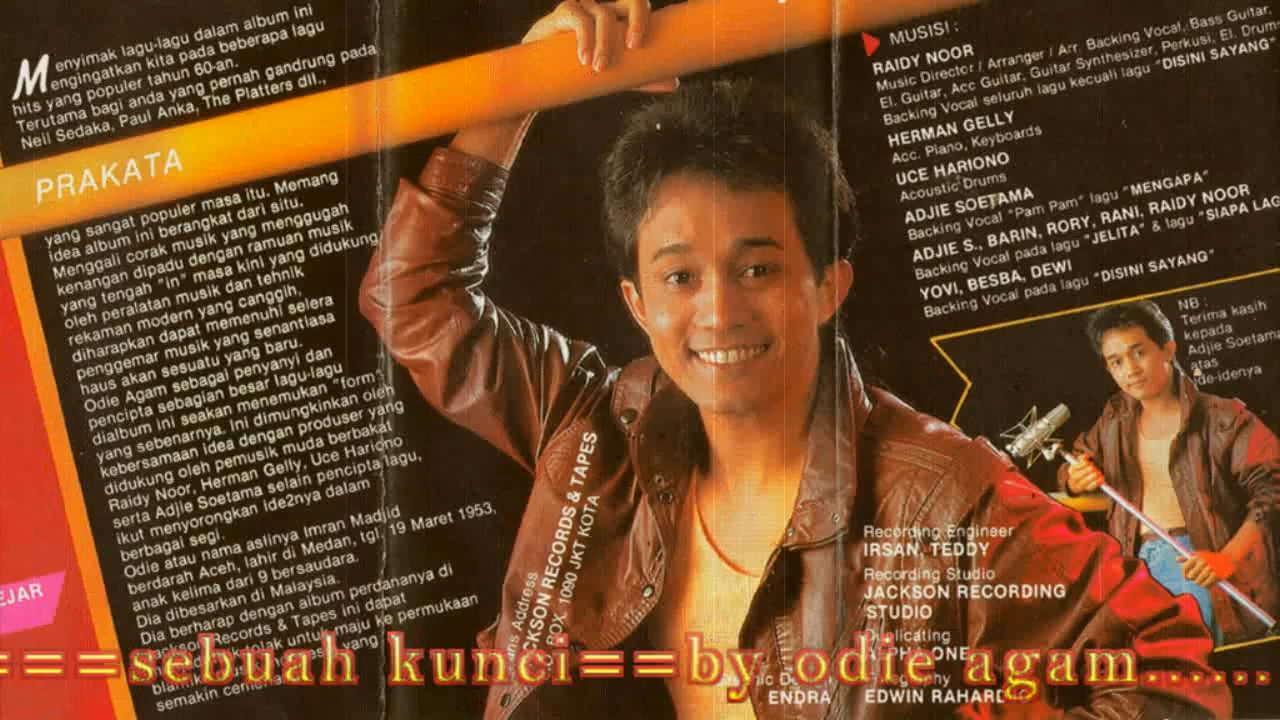 Menyimak lagu-lagu dalam album ini
mengingatkan kita pada beberapa lagu
hits yang populer tahun 60-an.
Terutama bagi anda yang pernah gandrung pada
Neil Sedaka, Paul Anka, The Platters dll.,
PRAKATA
yang sangat populer masa itu. Memang
idea album ini berangkat dari situ.
Menggali corak musik yang menggugah
kenangan dipadu dengan ramuan musik
yang tengah "in" masa kini yang didukung
oleh peralatan musik dan tehnik
rekaman modern yang canggih,
diharapkan dapat memenuhi selera
penggemar musik yang senantiasa
haus akan sesuatu yang baru.
Odie Agam sebagai penyanyi dan
pencipta sebagian besar lagu-lagu
dialbum ini seakan menemukan "form"
yang sebenarnya. Ini dimungkinkan oleh
kebersamaan idea dengan produser yang
didukung oleh pemusik muda berbakat
Raidy Noor, Herman Gelly, Uce Hariono
serta Adjie Soetama selain pencipta lagu,
ikut menyorongkan ide2nya dalam
berbagai segi.
Odie atau nama aslinya Imran Madjid
berdarah Aceh, lahir di Medan, tgl. 19 Maret 1953,
anak kelima dari 9 bersaudara.
Dia dibesarkan di Malaysia.
Dia berharap dengan album perdananya di
Jackson Records & Tapes ini dapat
tolak untuk maju ke permukaan
yang
semakin
EJAR
Address
JACKSON RECORDS & TAPES
BOX 1080 JKT KOTA
MUSISI :
RAIDY NOOR
Music Director / Arranger / Arr. Backing Vocal, Bass Guitar,
El. Guitar, Acc Guitar, Guitar Synthesizer, Perkusi, El. Drum
Backing Vocal seluruh lagu kecuali lagu "DISINI SAYANG"
HERMAN GELLY
Acc. Piano, Keyboards
UCE HARIONO
Acoustic Drums
ADJIE SOETAMA
Backing Vocal "Pam Pam" lagu "MENGAPA"
ADJIE S., BARIN, RORY, RANI, RAIDY NOOR
Backing Vocal pada lagu "JELITA" & lagu "SIAPA LAG
YOVI, BESBA, DEWI
Backing Vocal pada lagu "DISINI SAYANG"
NB :
Terima kasih
kepada
Adjie Soetama
atas
ide-idenya
Recording Engineer
IRSAN, TEDDY
Recording Studio
JACKSON RECORDING
STUDIO
Duplicating
ENDRA
EDWIN RAHARD
===sebuah kunci==by odie agam......